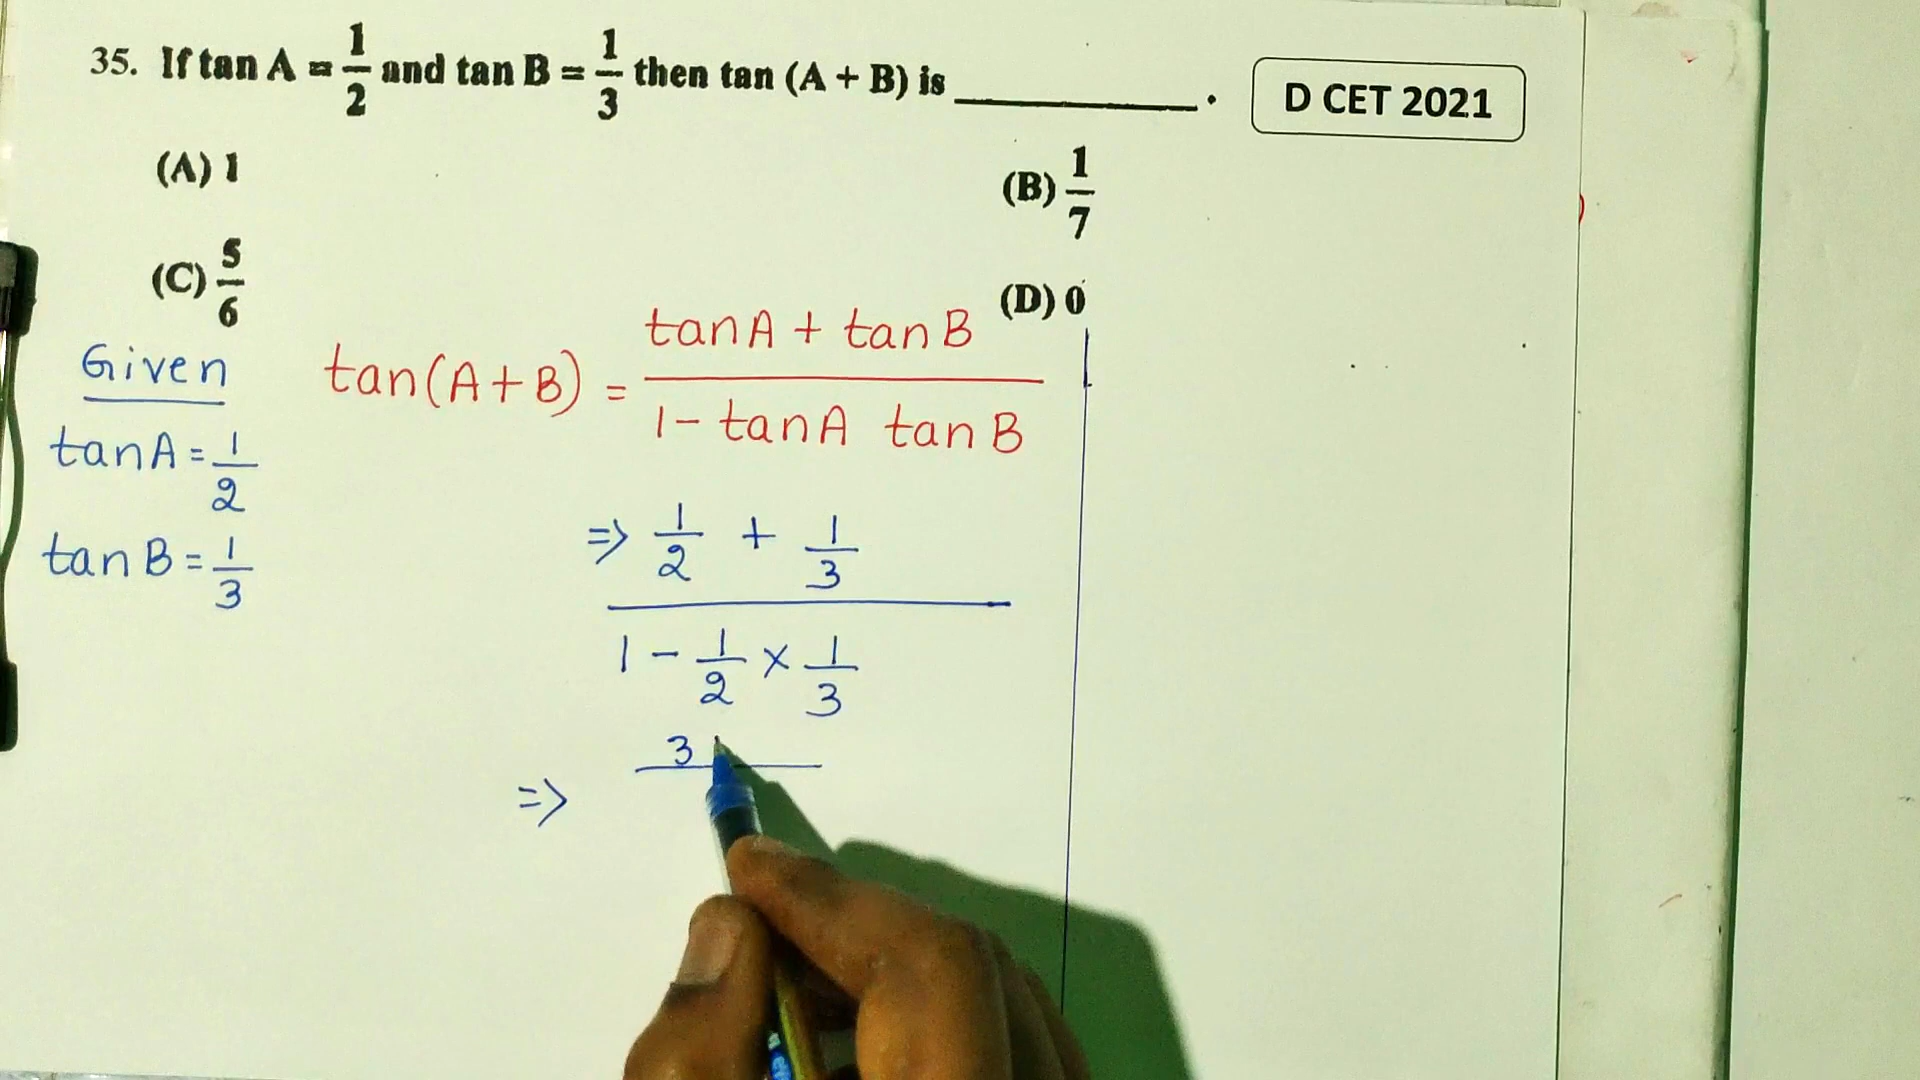 35. If tan A = 1/2 and tan B = 1/3 then tan (A + B) is ____________.
D CET 2021
(A) 1
(B) 1/7
(C) 5/6
(D) 0
Given
tanA = 1/2
tanB = 1/3
tan(A+B) = tanA + tanB / 1 - tanA tanB
=> 1/2 + 1/3
1 - 1/2 × 1/3
=> 3